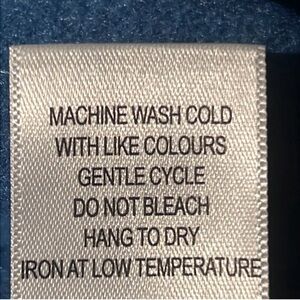 MACHINE WASH COLD
WITH LIKE COLOURS
GENTLE CYCLE
DO NOT BLEACH
HANG TO DRY
IRON AT LOW TEMPERATURE